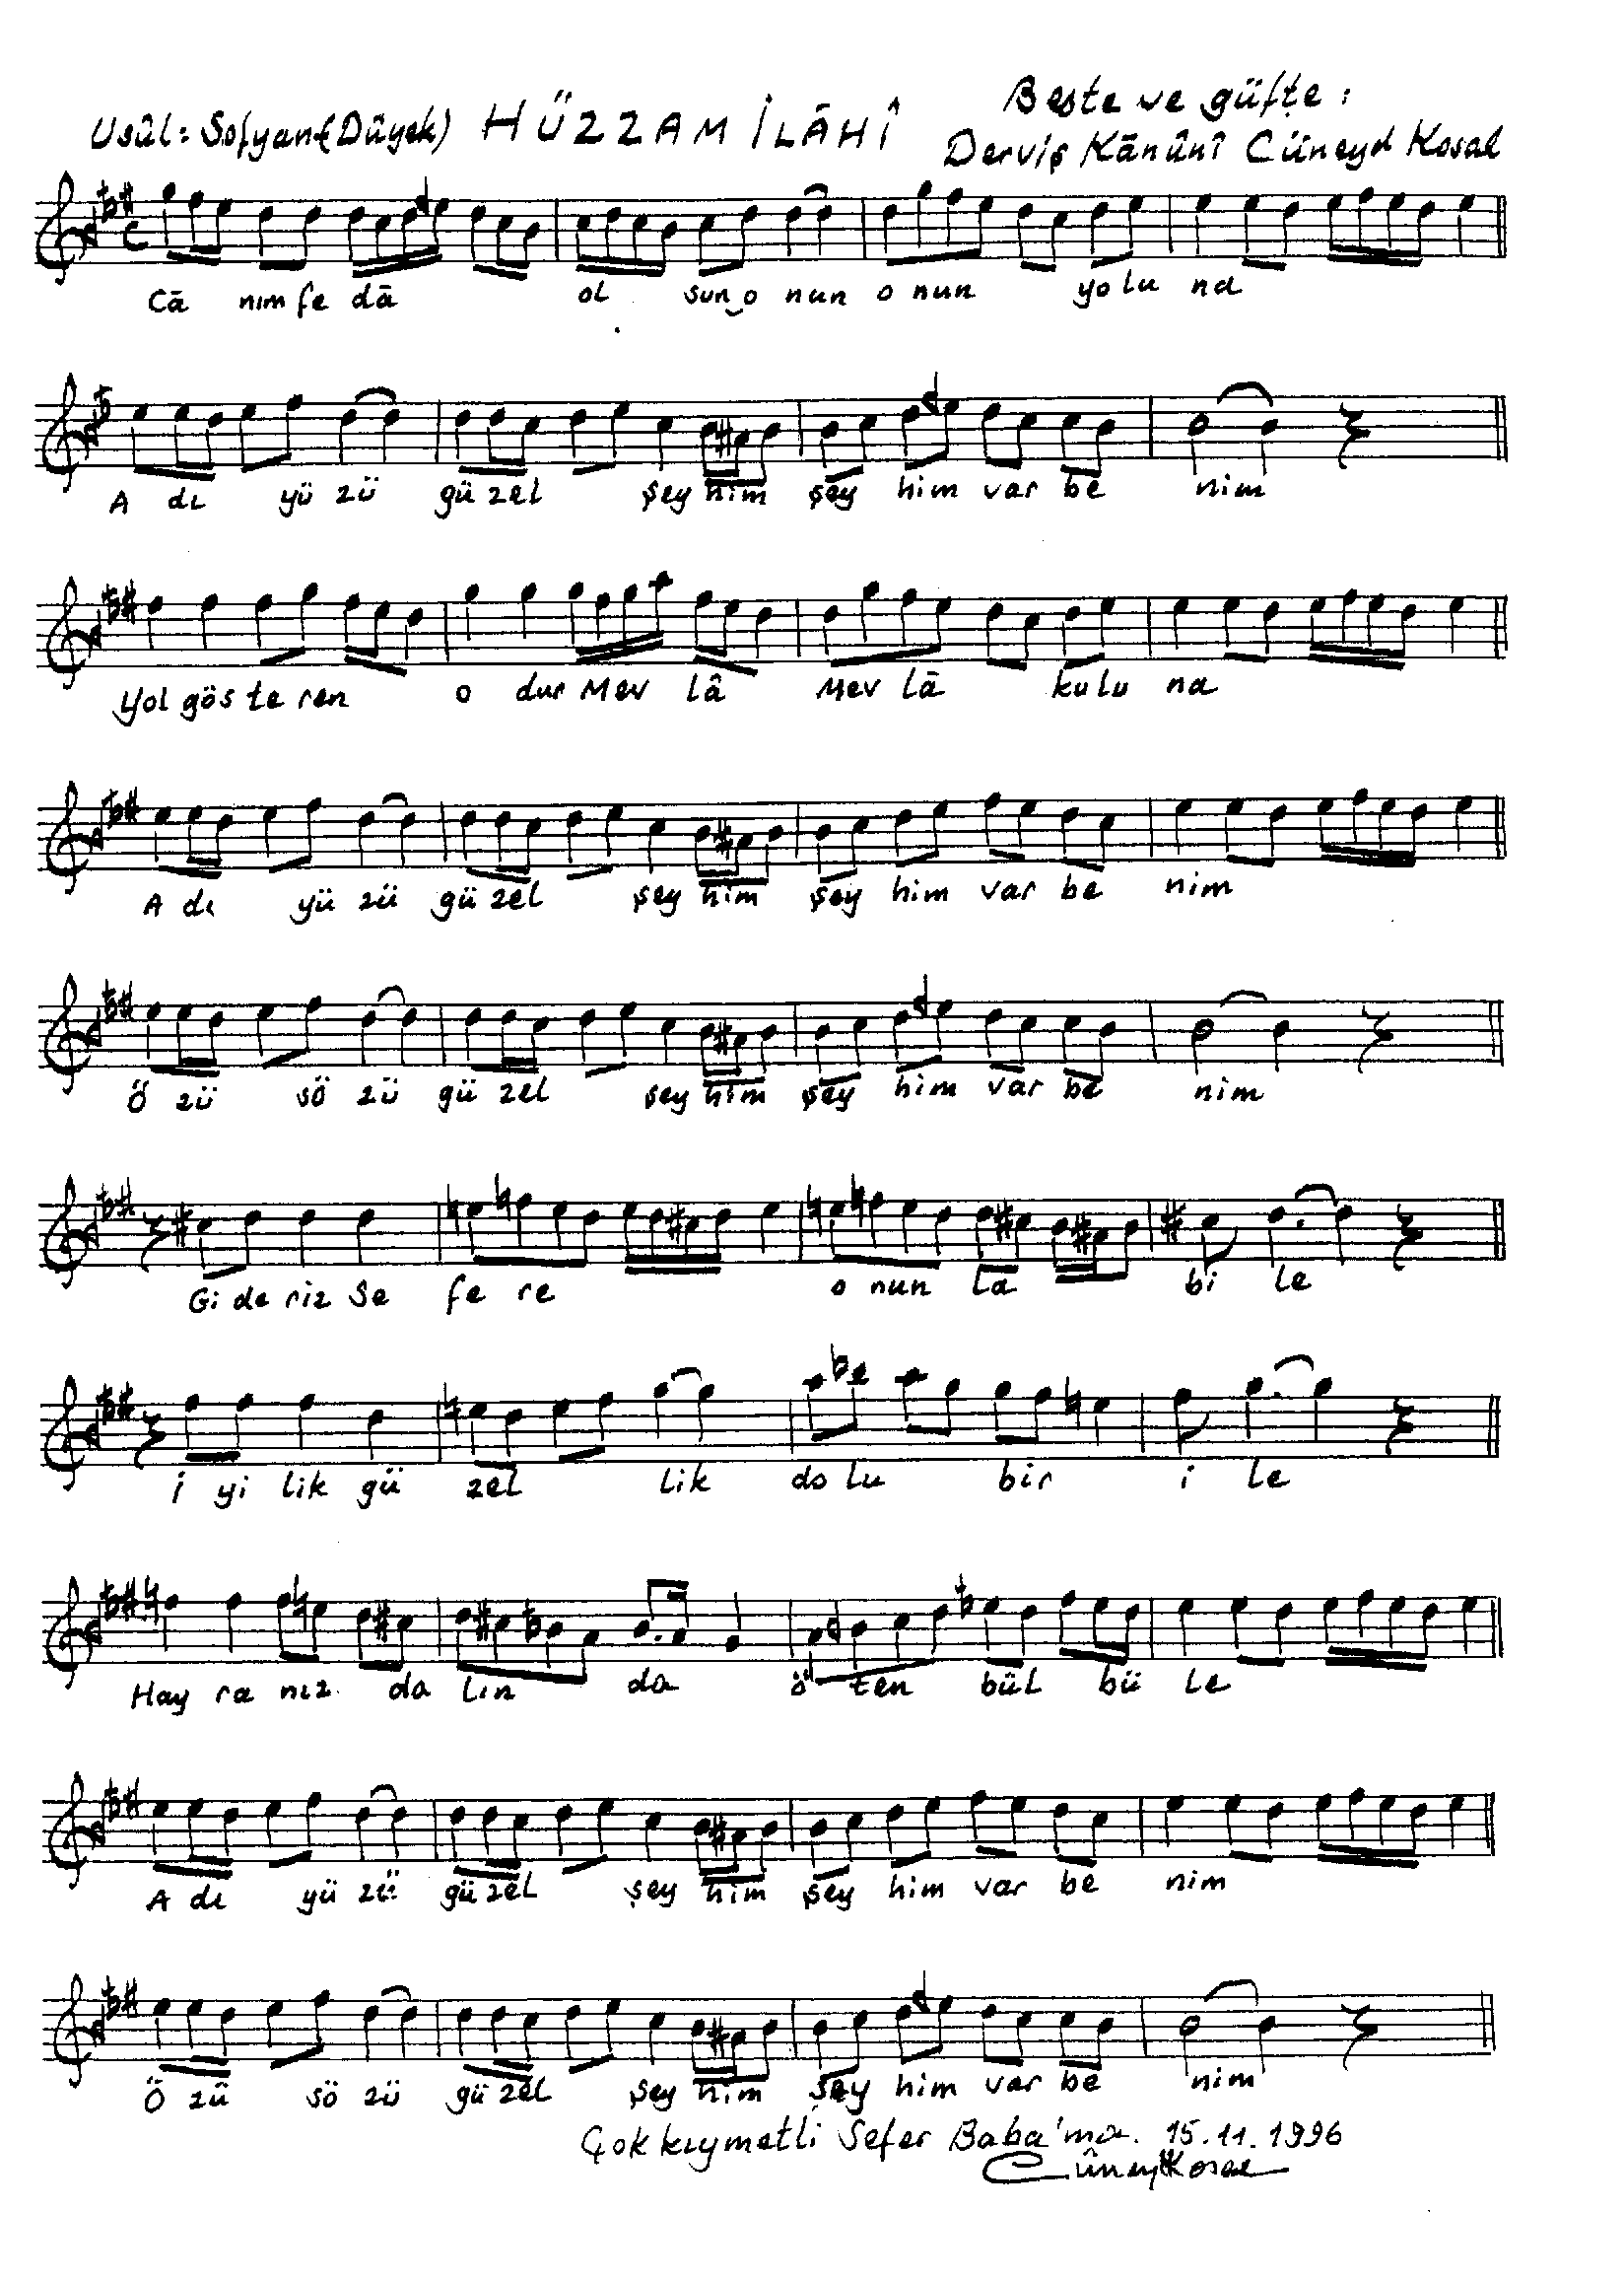 Usûl: Sofyan (Düyek) HÜZZAM İLÂHÎ Beste ve güfte:
Derviş Kānûnî Cüneyd Kosal
Cā nım fe dā ol sun o nun o nun yo lu na
A dı yü zü gü zel şey him şey him var be nim
Yol gös te ren o dur Mev lâ Mev lā ku lu na
A dı yü zü gü zel şey him şey him var be nim
Ö zü sö zü gü zel şey him şey him var be nim
Gi de riz Se fe re o nun la bi le
İ yi lik gü zel lik do lu bir i le
Hay ra nız da lın da ö ten bül bü le
A dı yü zü gü zel şey him şey him var be nim
Ö zü sö zü gü zel şey him şey him var be nim
Çok kıymetli Sefer Baba'ma. 15.11.1996
Cüneyd Kosal